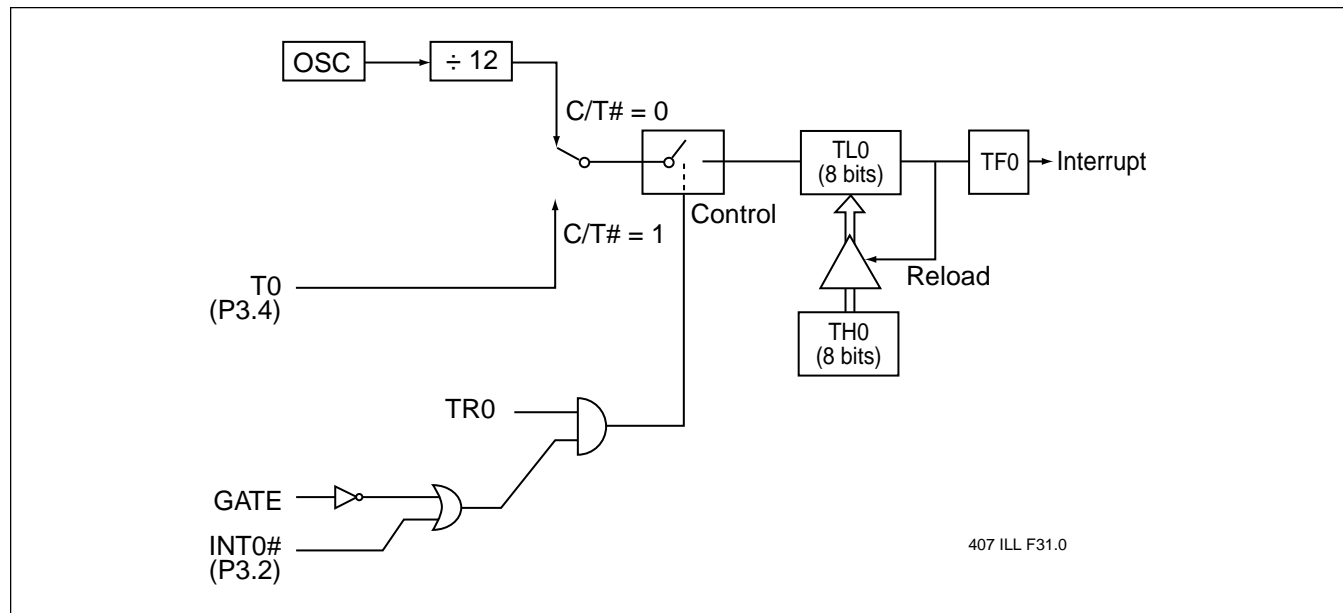 OSC
÷ 12
C/T# = 0
TL0
(8 bits)
TF0
Interrupt
Control
C/T# = 1
T0
(P3.4)
Reload
TH0
(8 bits)
TR0
GATE
INT0#
(P3.2)
407 ILL F31.0